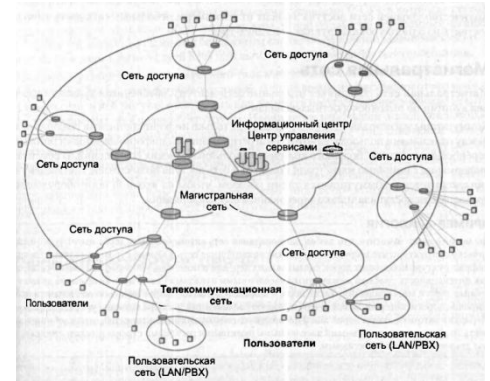 Сеть доступа
Сеть доступа
Информационный центр/
Центр управления
сервисами
Сеть доступа
Сеть доступа
Магистральная
сеть
Сеть доступа
Сеть доступа
Телекоммуникационная
сеть
Пользователи
Пользователи
Пользовательская
сеть (LAN/PBX)
Пользовательская
сеть (LAN/PBX)